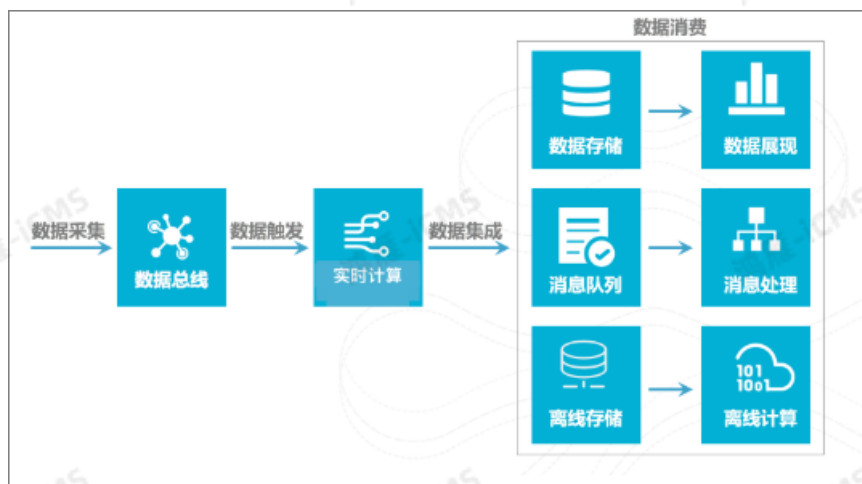 数据消费
数据存储
数据展现
数据采集
数据总线
数据触发
实时计算
数据集成
消息队列
消息处理
离线存储
101
1001
离线计算